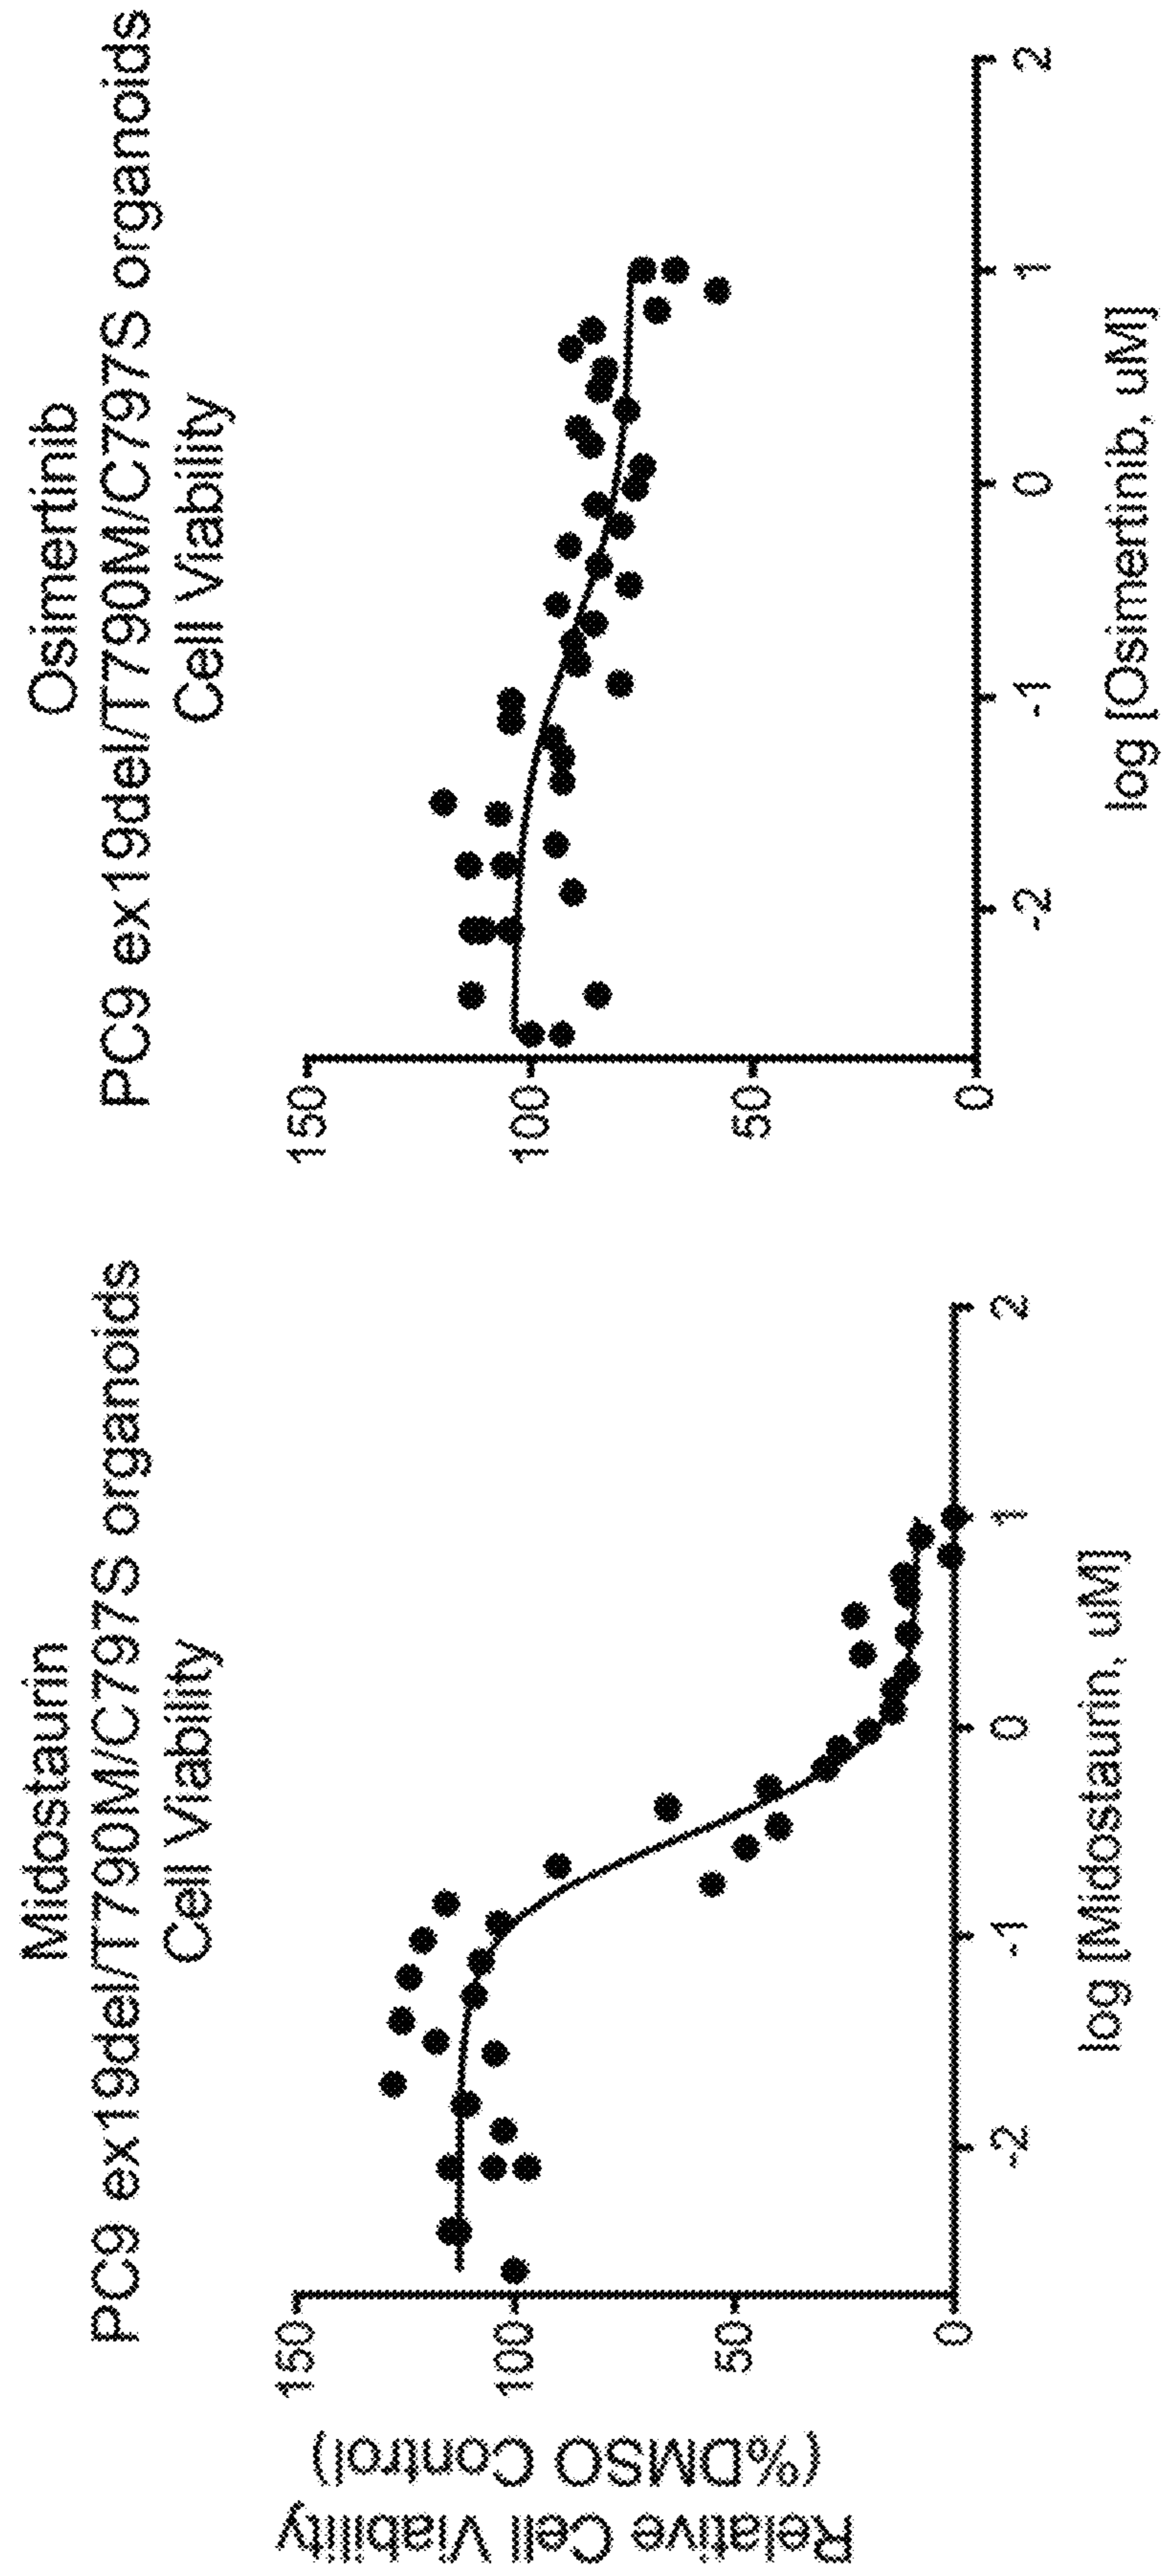 Midostaurin
PC9 ex19del/T790M/C797S organoids
Cell Viability
Relative Cell Viability
(%DMSO Control)
150
100
50
0
-2
-1
0
1
2
log [Midostaurin, uM]
Osimertinib
PC9 ex19del/T790M/C797S organoids
Cell Viability
150
100
50
0
-2
-1
0
1
2
log [Osimertinib, uM]